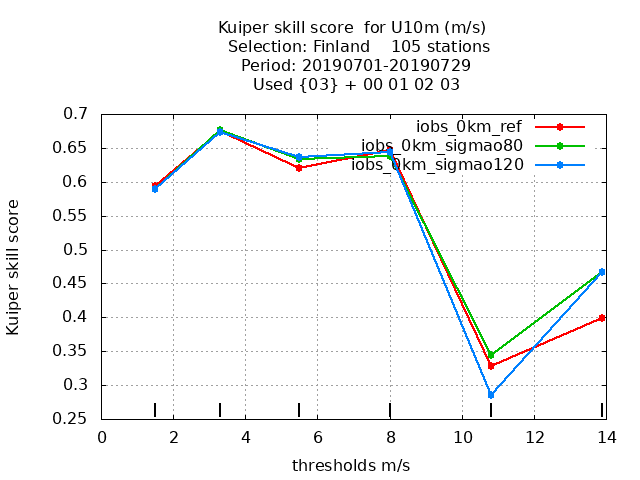 Kuiper skill score  for U10m (m/s)
Selection: Finland    105 stations
Period: 20190701-20190729
Used {03} + 00 01 02 03
iobs_0km_ref
iobs_0km_sigmao80
iobs_0km_sigmao120
0.7
0.65
0.6
0.55
0.5
0.45
0.4
0.35
0.3
0.25
Kuiper skill score
0 2 4 6 8 10 12 14
thresholds m/s